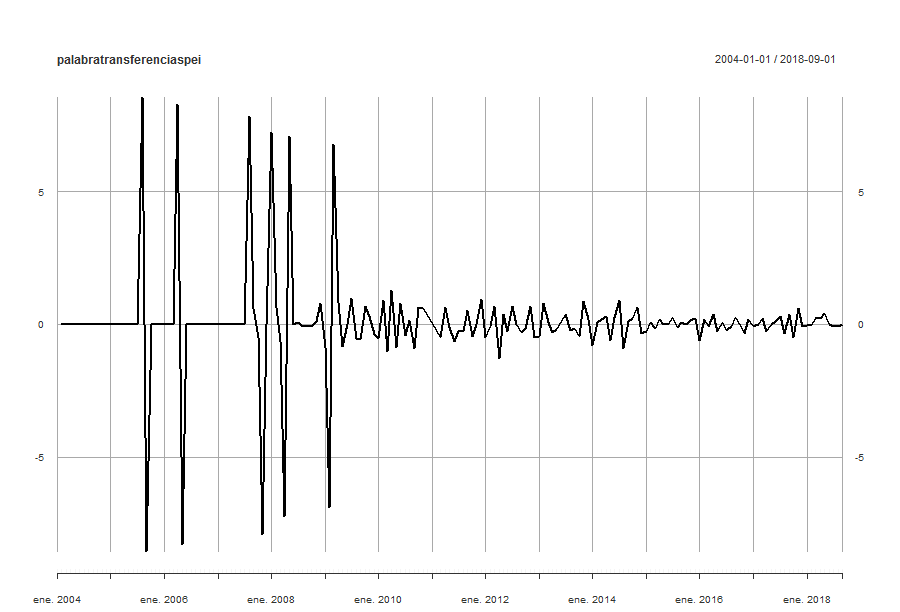 palabratransferenciaspei 2004-01-01 / 2018-09-01
5 5
0 0
-5 -5
ene. 2004 ene. 2006 ene. 2008 ene. 2010 ene. 2012 ene. 2014 ene. 2016 ene. 2018